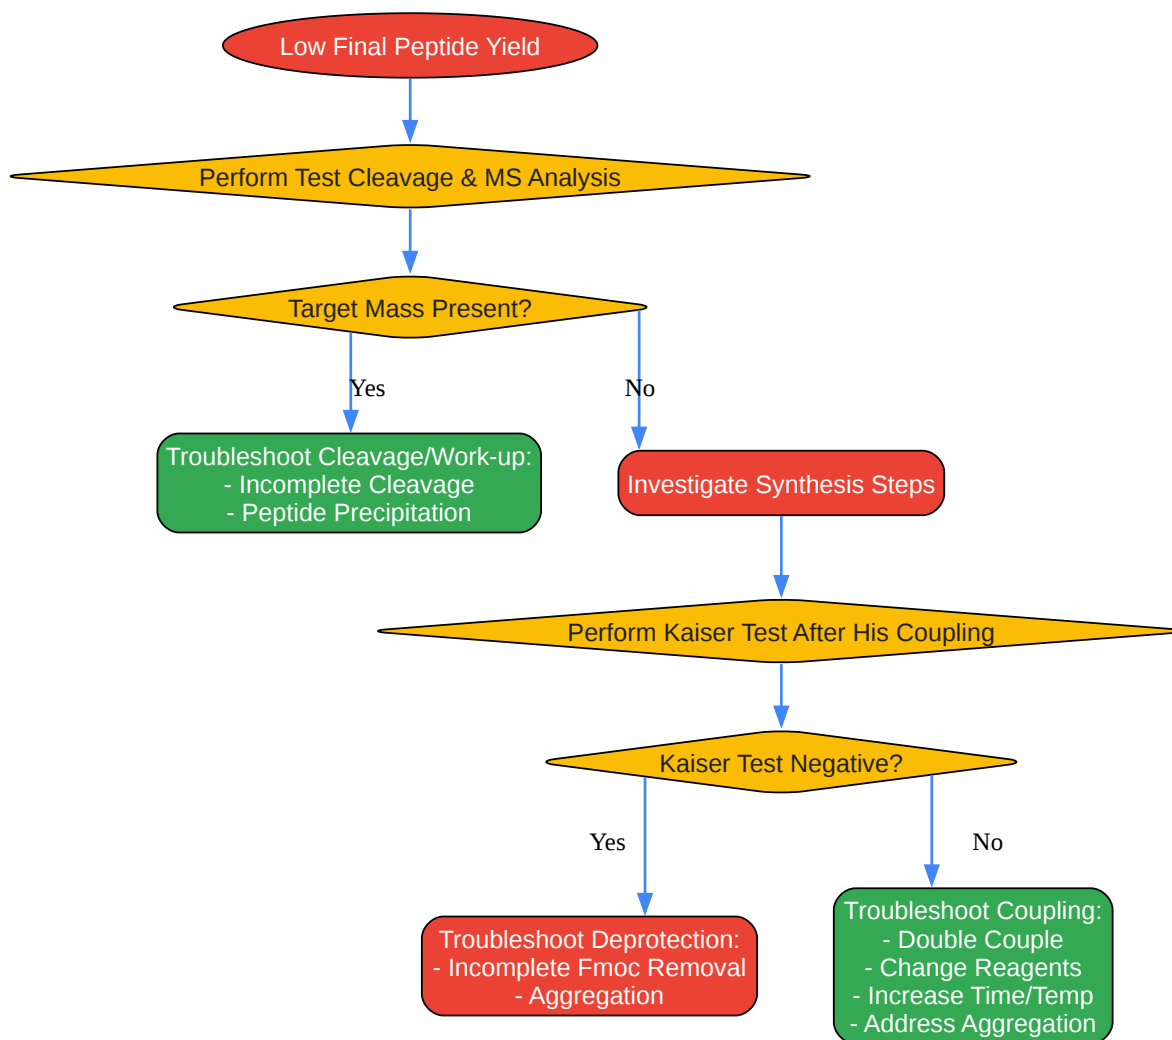 Low Final Peptide Yield
Perform Test Cleavage & MS Analysis
Target Mass Present?
Yes
No
Troubleshoot Cleavage/Work-up:
- Incomplete Cleavage
- Peptide Precipitation
Investigate Synthesis Steps
Perform Kaiser Test After His Coupling
Kaiser Test Negative?
Yes
No
Troubleshoot Deprotection:
- Incomplete Fmoc Removal
- Aggregation
Troubleshoot Coupling:
- Double Couple
- Change Reagents
- Increase Time/Temp
- Address Aggregation